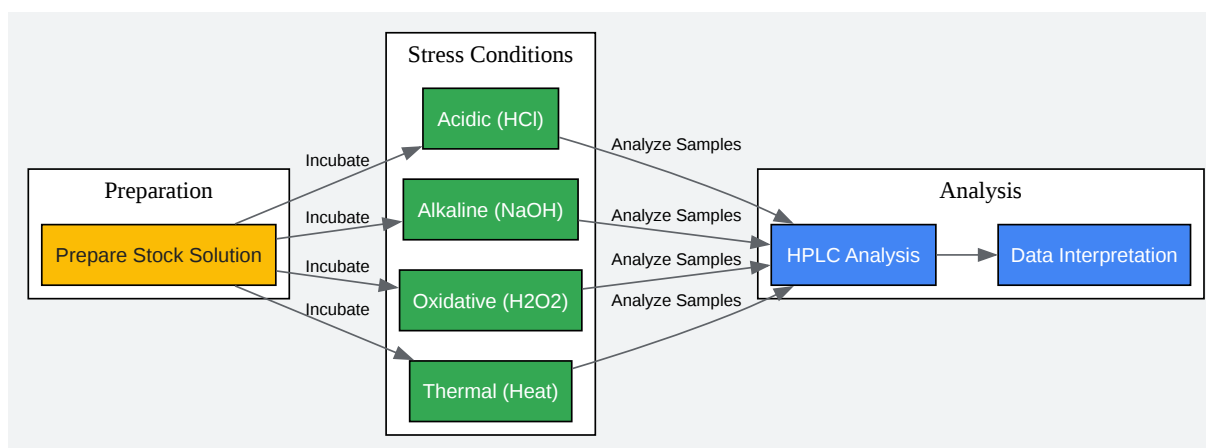 Preparation
Prepare Stock Solution
Incubate
Incubate
Incubate
Incubate
Stress Conditions
Acidic (HCl)
Alkaline (NaOH)
Oxidative (H2O2)
Thermal (Heat)
Analyze Samples
Analyze Samples
Analyze Samples
Analyze Samples
Analysis
HPLC Analysis
Data Interpretation